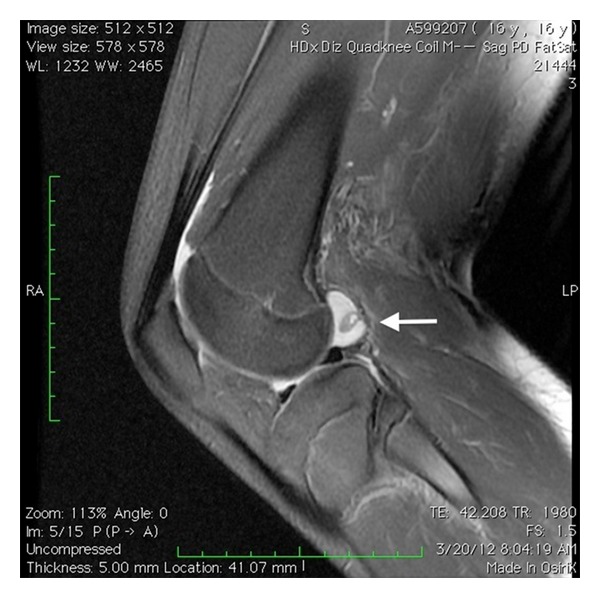 Image size: 512 x 512
View size: 578 x 578
WL: 1232 WW: 2465
S
A599207 ( 16 y , 16 y )
HDx Diz Quadknee Coil M-— Sag PD FatSat
21444
3
RA
LP
Zoom: 113% Angle: 0
Im: 5/15 P (P -> A)
Uncompressed
Thickness: 5.00 mm Location: 41.07 mm
I
TE: 42.208 TR: 1980
FS: 1.5
3/20/12 8:04:19 AM
Made In OsiriX